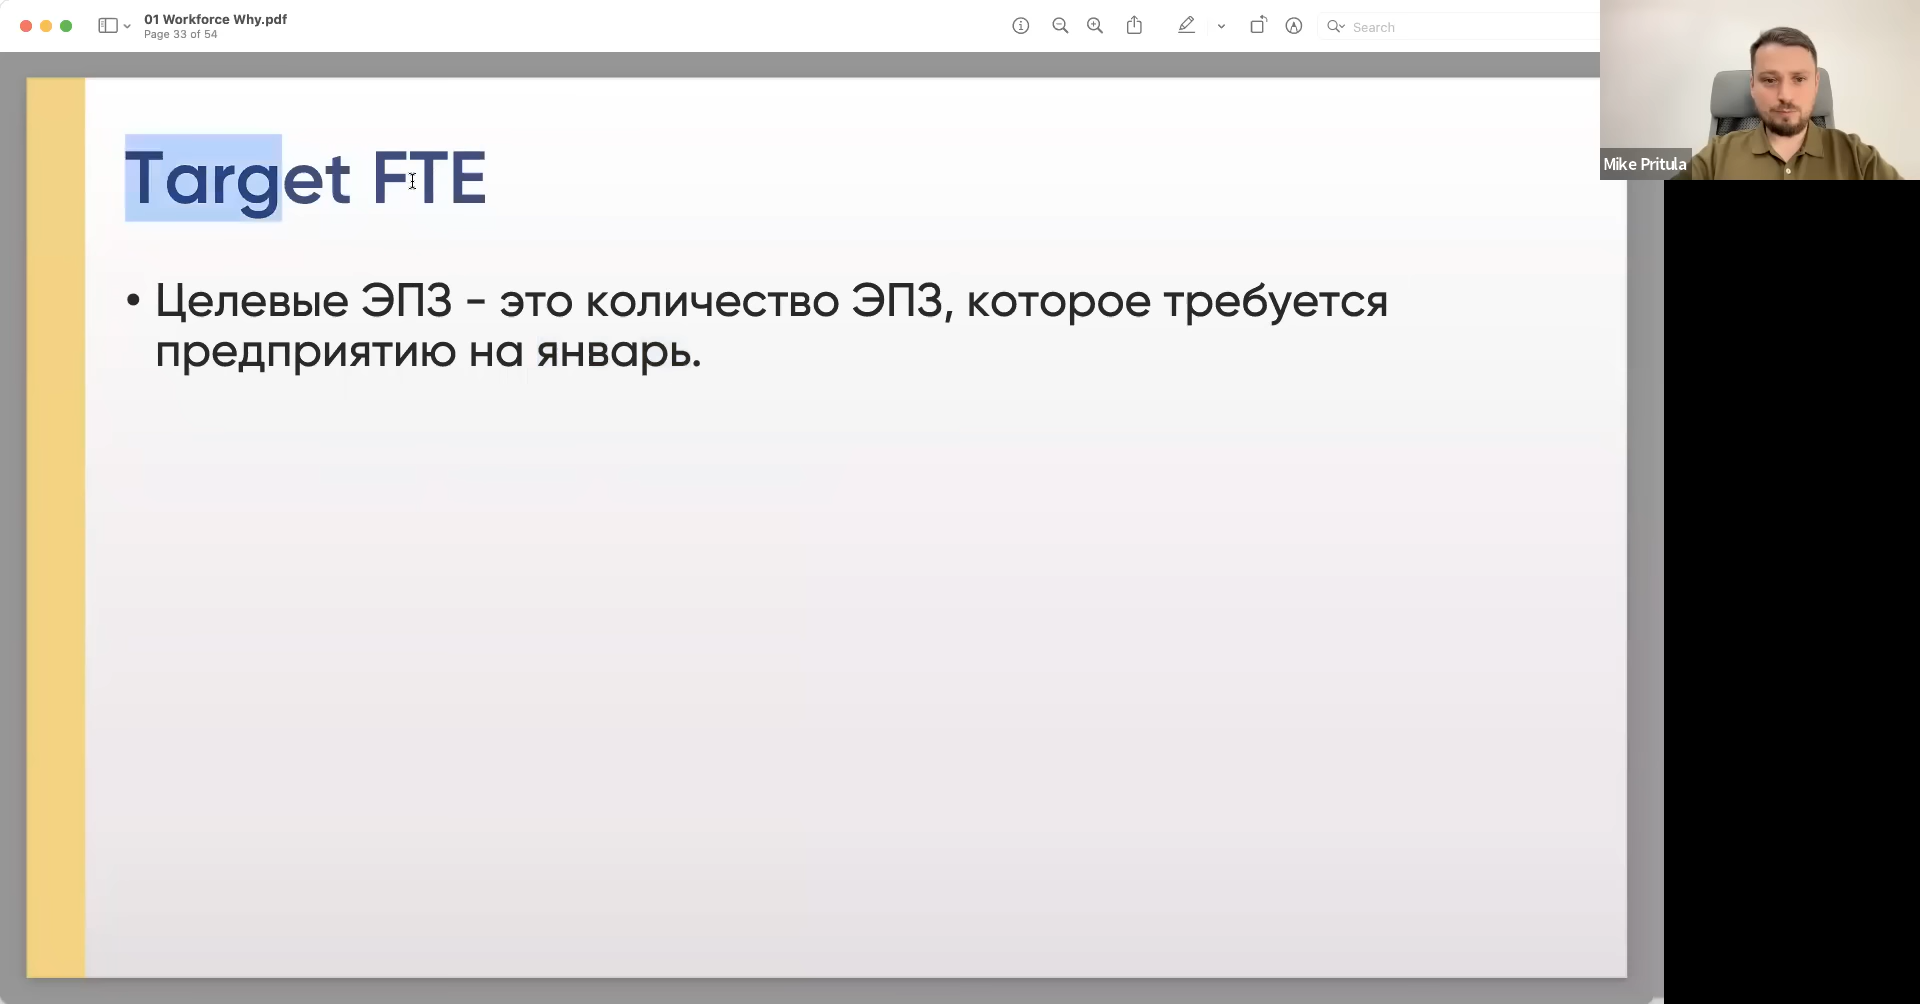 01 Workforce Why.pdf
Page 33 of 54
Search
Mike Pritula
Target FTE
• Целевые ЭПЗ - это количество ЭПЗ, которое требуется
предприятию на январь.